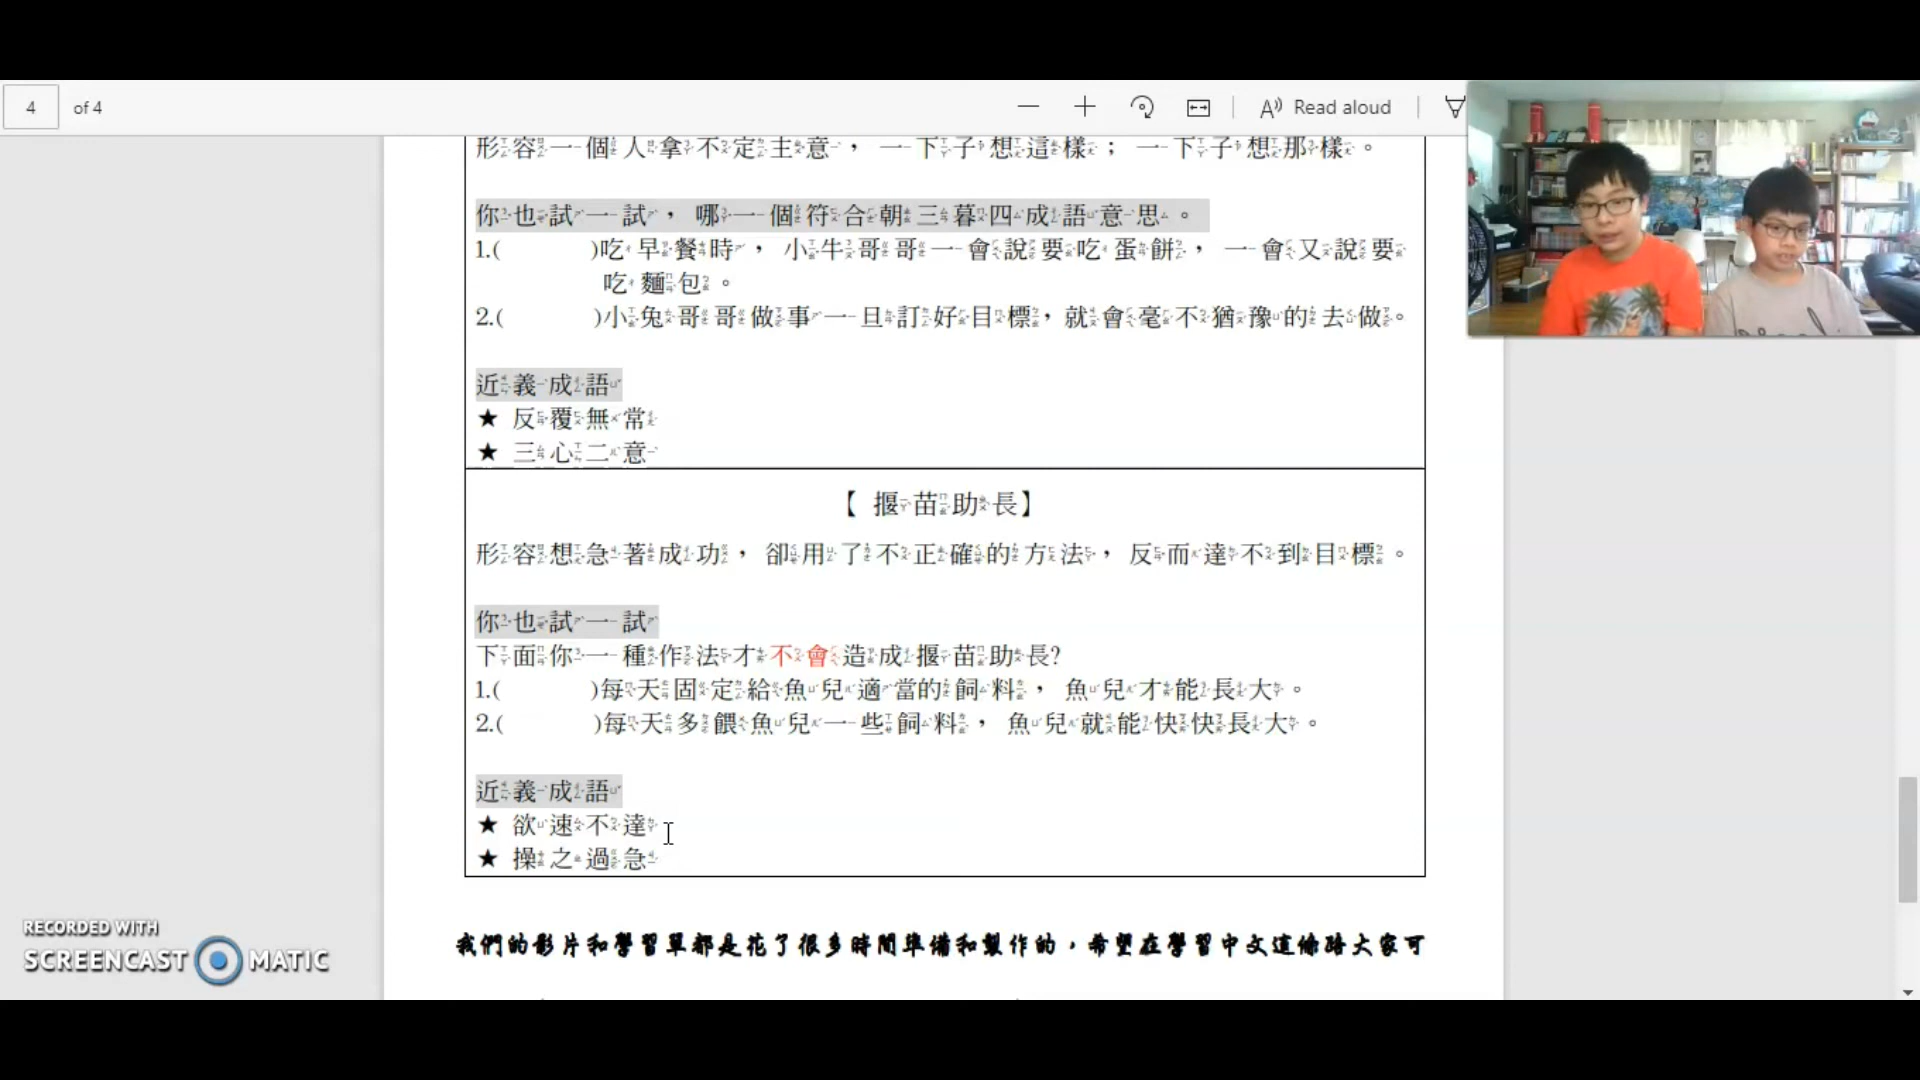 4 of 4 Read aloud
形容一個人拿不定主意，一下子想這樣；一下子想那樣。
你也試一試，哪一個符合朝三暮四成語意思。
1.( )吃早餐時，小牛哥哥一會說要吃蛋餅，一會又說要
吃麵包。
2.( )小兔哥哥做事一旦訂好目標，就會毫不猶豫的去做。
近義成語
★ 反覆無常
★ 三心二意
【揠苗助長】
形容想急著成功，卻用了不正確的方法，反而達不到目標。
你也試一試
下面你一種作法才不會造成揠苗助長?
1.( )每天固定給魚兒適當的飼料，魚兒才能長大。
2.( )每天多餵魚兒一些飼料，魚兒就能快快長大。
近義成語
★ 欲速不達
★ 操之過急
我們的影片和學習單都是花了很多時間準備和製作的，希望在學習中文這條路大家可
RECORDED WITH
SCREENCAST MATIC